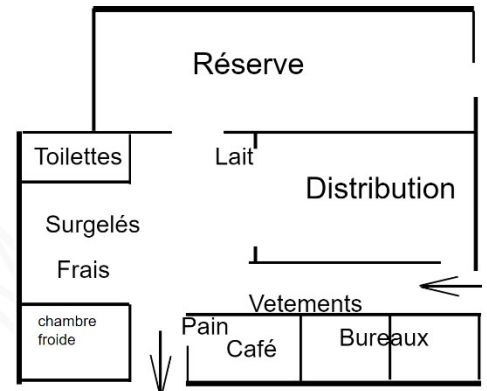 Réserve
Toilettes
Lait
Distribution
Surgelés
Frais
Vetements
chambre
froide
Pain
Café
Bureaux